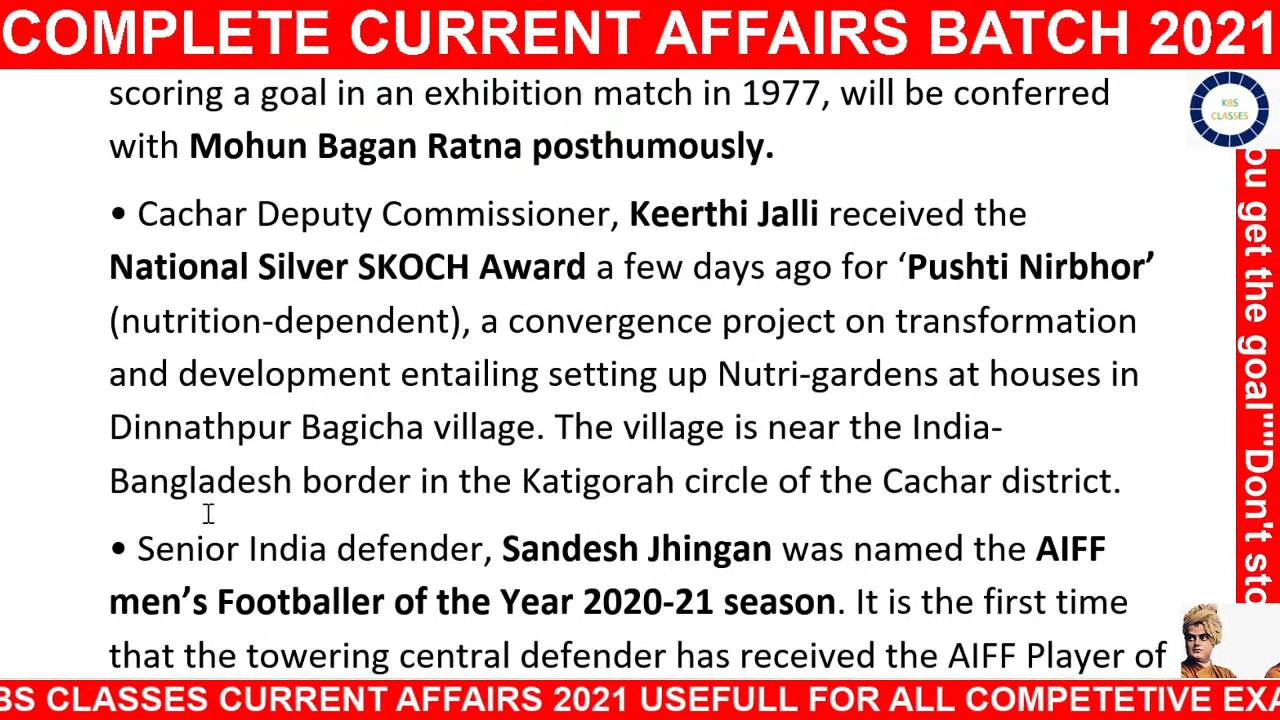 COMPLETE CURRENT AFFAIRS BATCH 2021
scoring a goal in an exhibition match in 1977, will be conferred
with Mohun Bagan Ratna posthumously.
• Cachar Deputy Commissioner, Keerthi Jalli received the
National Silver SKOCH Award a few days ago for ‘Pushti Nirbhor’
(nutrition-dependent), a convergence project on transformation
and development entailing setting up Nutri-gardens at houses in
Dinnathpur Bagicha village. The village is near the India-
Bangladesh border in the Katigorah circle of the Cachar district.
• Senior India defender, Sandesh Jhingan was named the AIFF
men’s Footballer of the Year 2020-21 season. It is the first time
that the towering central defender has received the AIFF Player of
KBS
CLASSES
ou get the goal""Don't sto
BS CLASSES CURRENT AFFAIRS 2021 USEFULL FOR ALL COMPETETIVE EXA